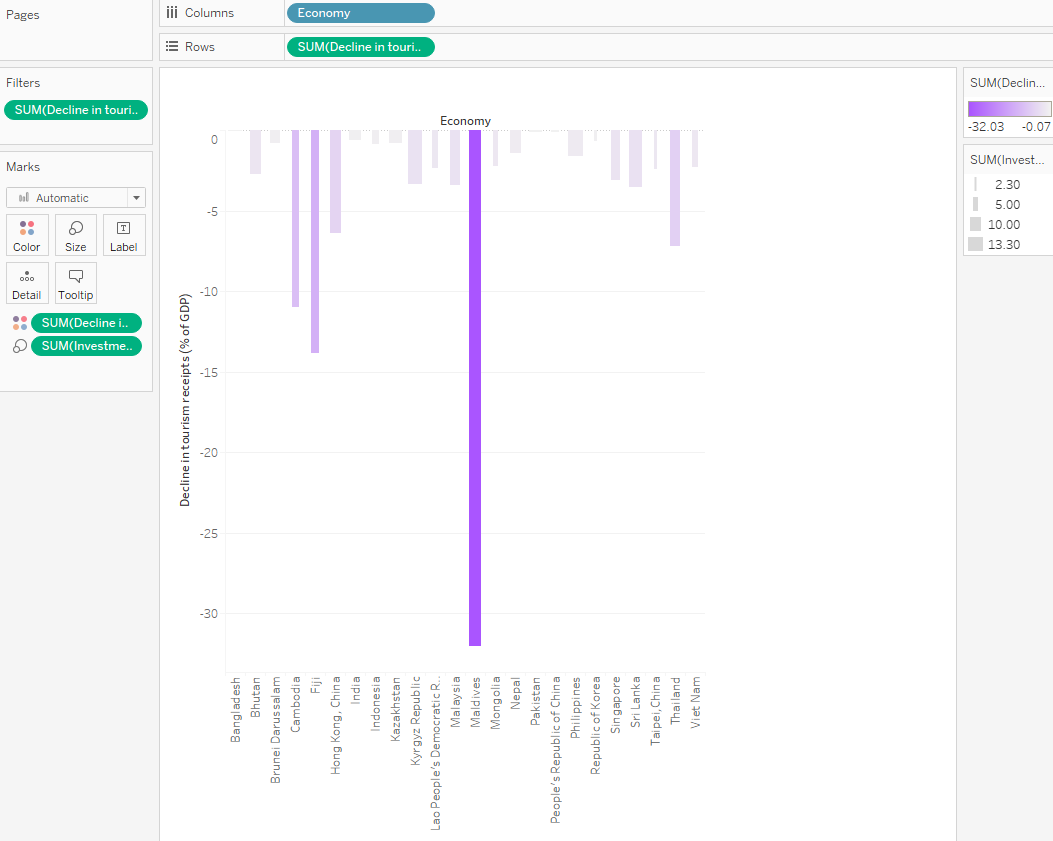 Pages
Columns
Economy
Rows
SUM(Decline in touri..
Filters
SUM(Decline in touri..
Marks
Automatic
Color
Size
Label
Detail
Tooltip
SUM(Decline i..
SUM(Investme..
Economy
Decline in tourism receipts (% of GDP)
0
-5
-10
-15
-20
-25
-30
Bangladesh
Bhutan
Brunei Darussalam
Cambodia
Fiji
Hong Kong, China
India
Indonesia
Kazakhstan
Kyrgyz Republic
Lao People's Democratic R..
Malaysia
Maldives
Mongolia
Nepal
Pakistan
People's Republic of China
Philippines
Republic of Korea
Singapore
Sri Lanka
Taipei,China
Thailand
Viet Nam
SUM(Declin...
-32.03 -0.07
SUM(Invest...
2.30
5.00
10.00
13.30